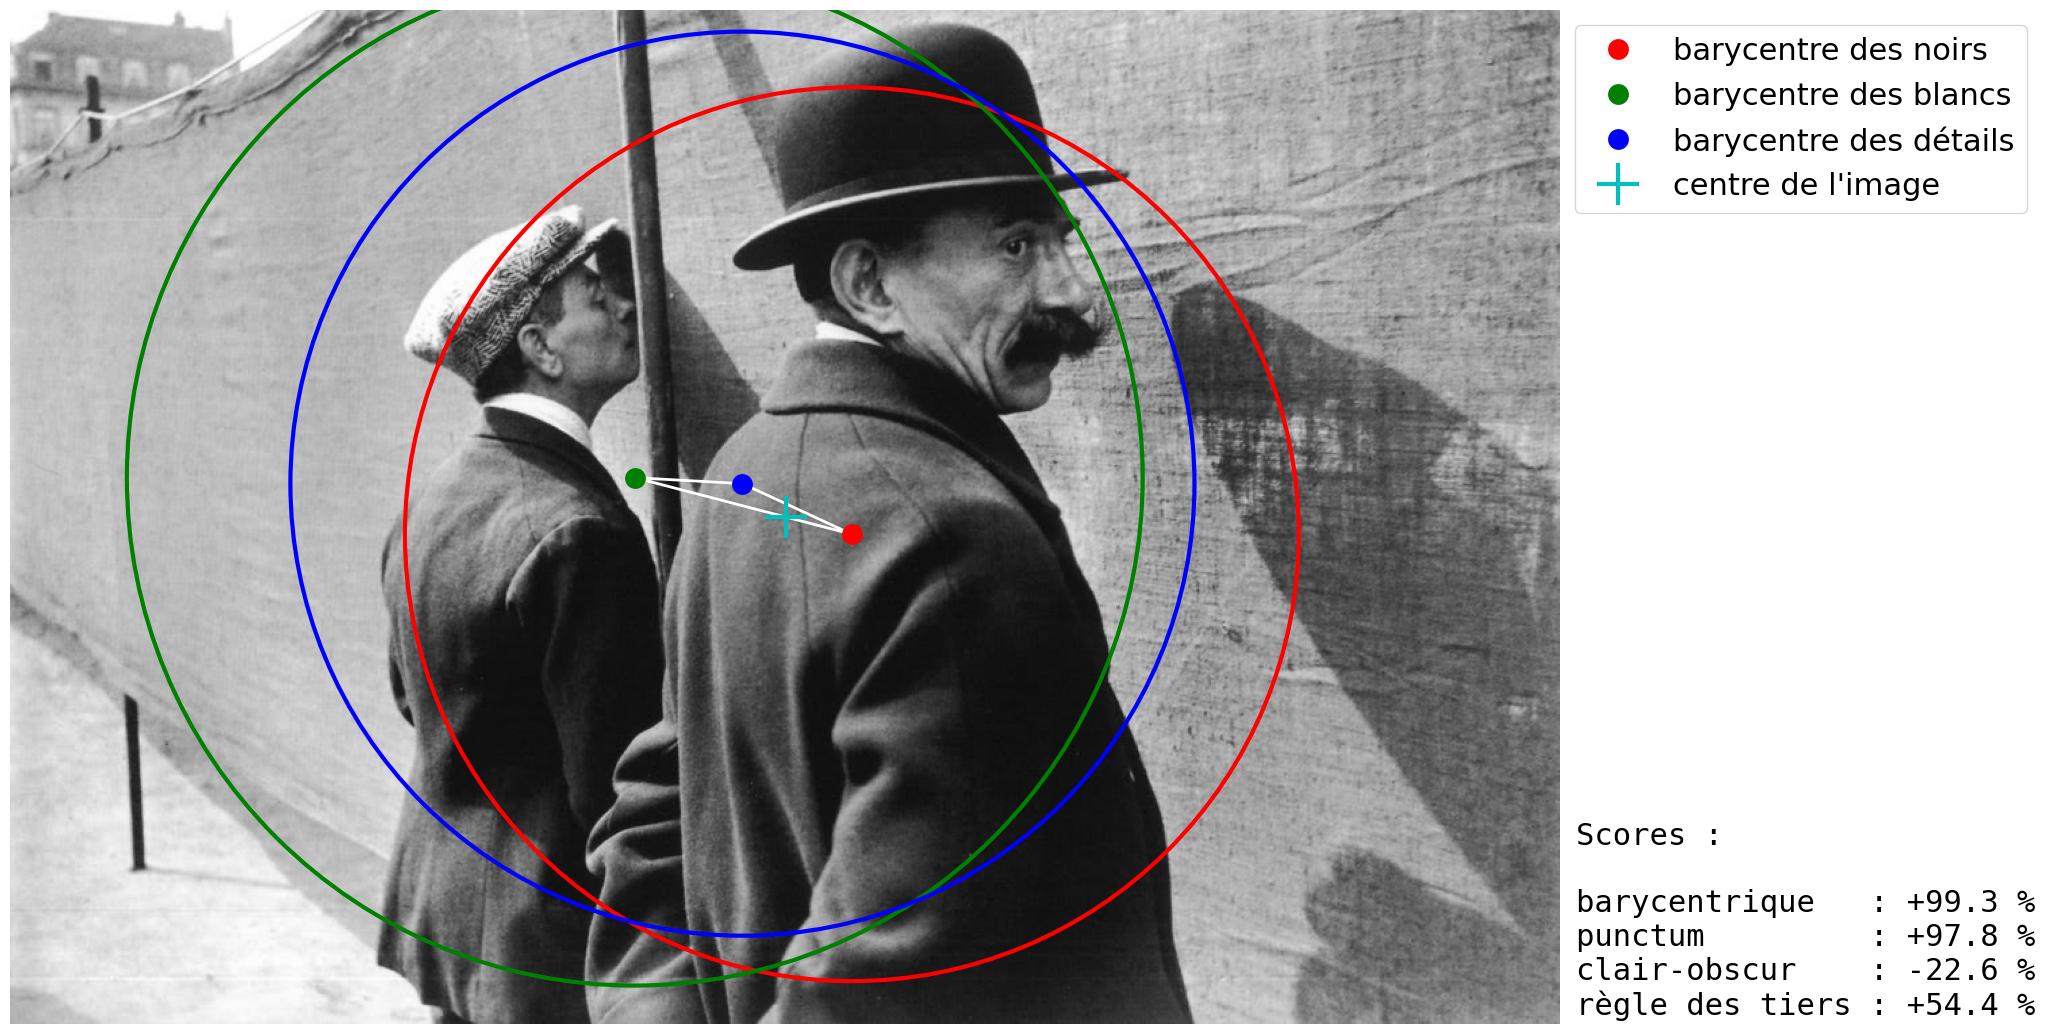 barycentre des noirs
barycentre des blancs
barycentre des détails
centre de l'image
Scores :
barycentrique : +99.3 %
punctum : +97.8 %
clair-obscur : -22.6 %
règle des tiers : +54.4 %